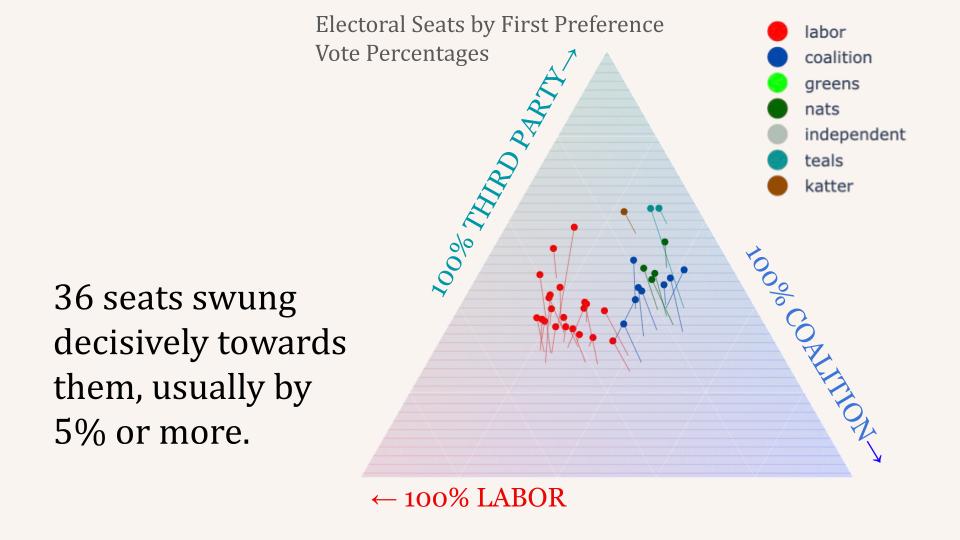 Electoral Seats by First Preference
Vote Percentages
100% THIRD PARTY→
labor
coalition
greens
nats
independent
teals
katter
36 seats swung
decisively towards
them, usually by
5% or more.
100% COALITION→
← 100% LABOR